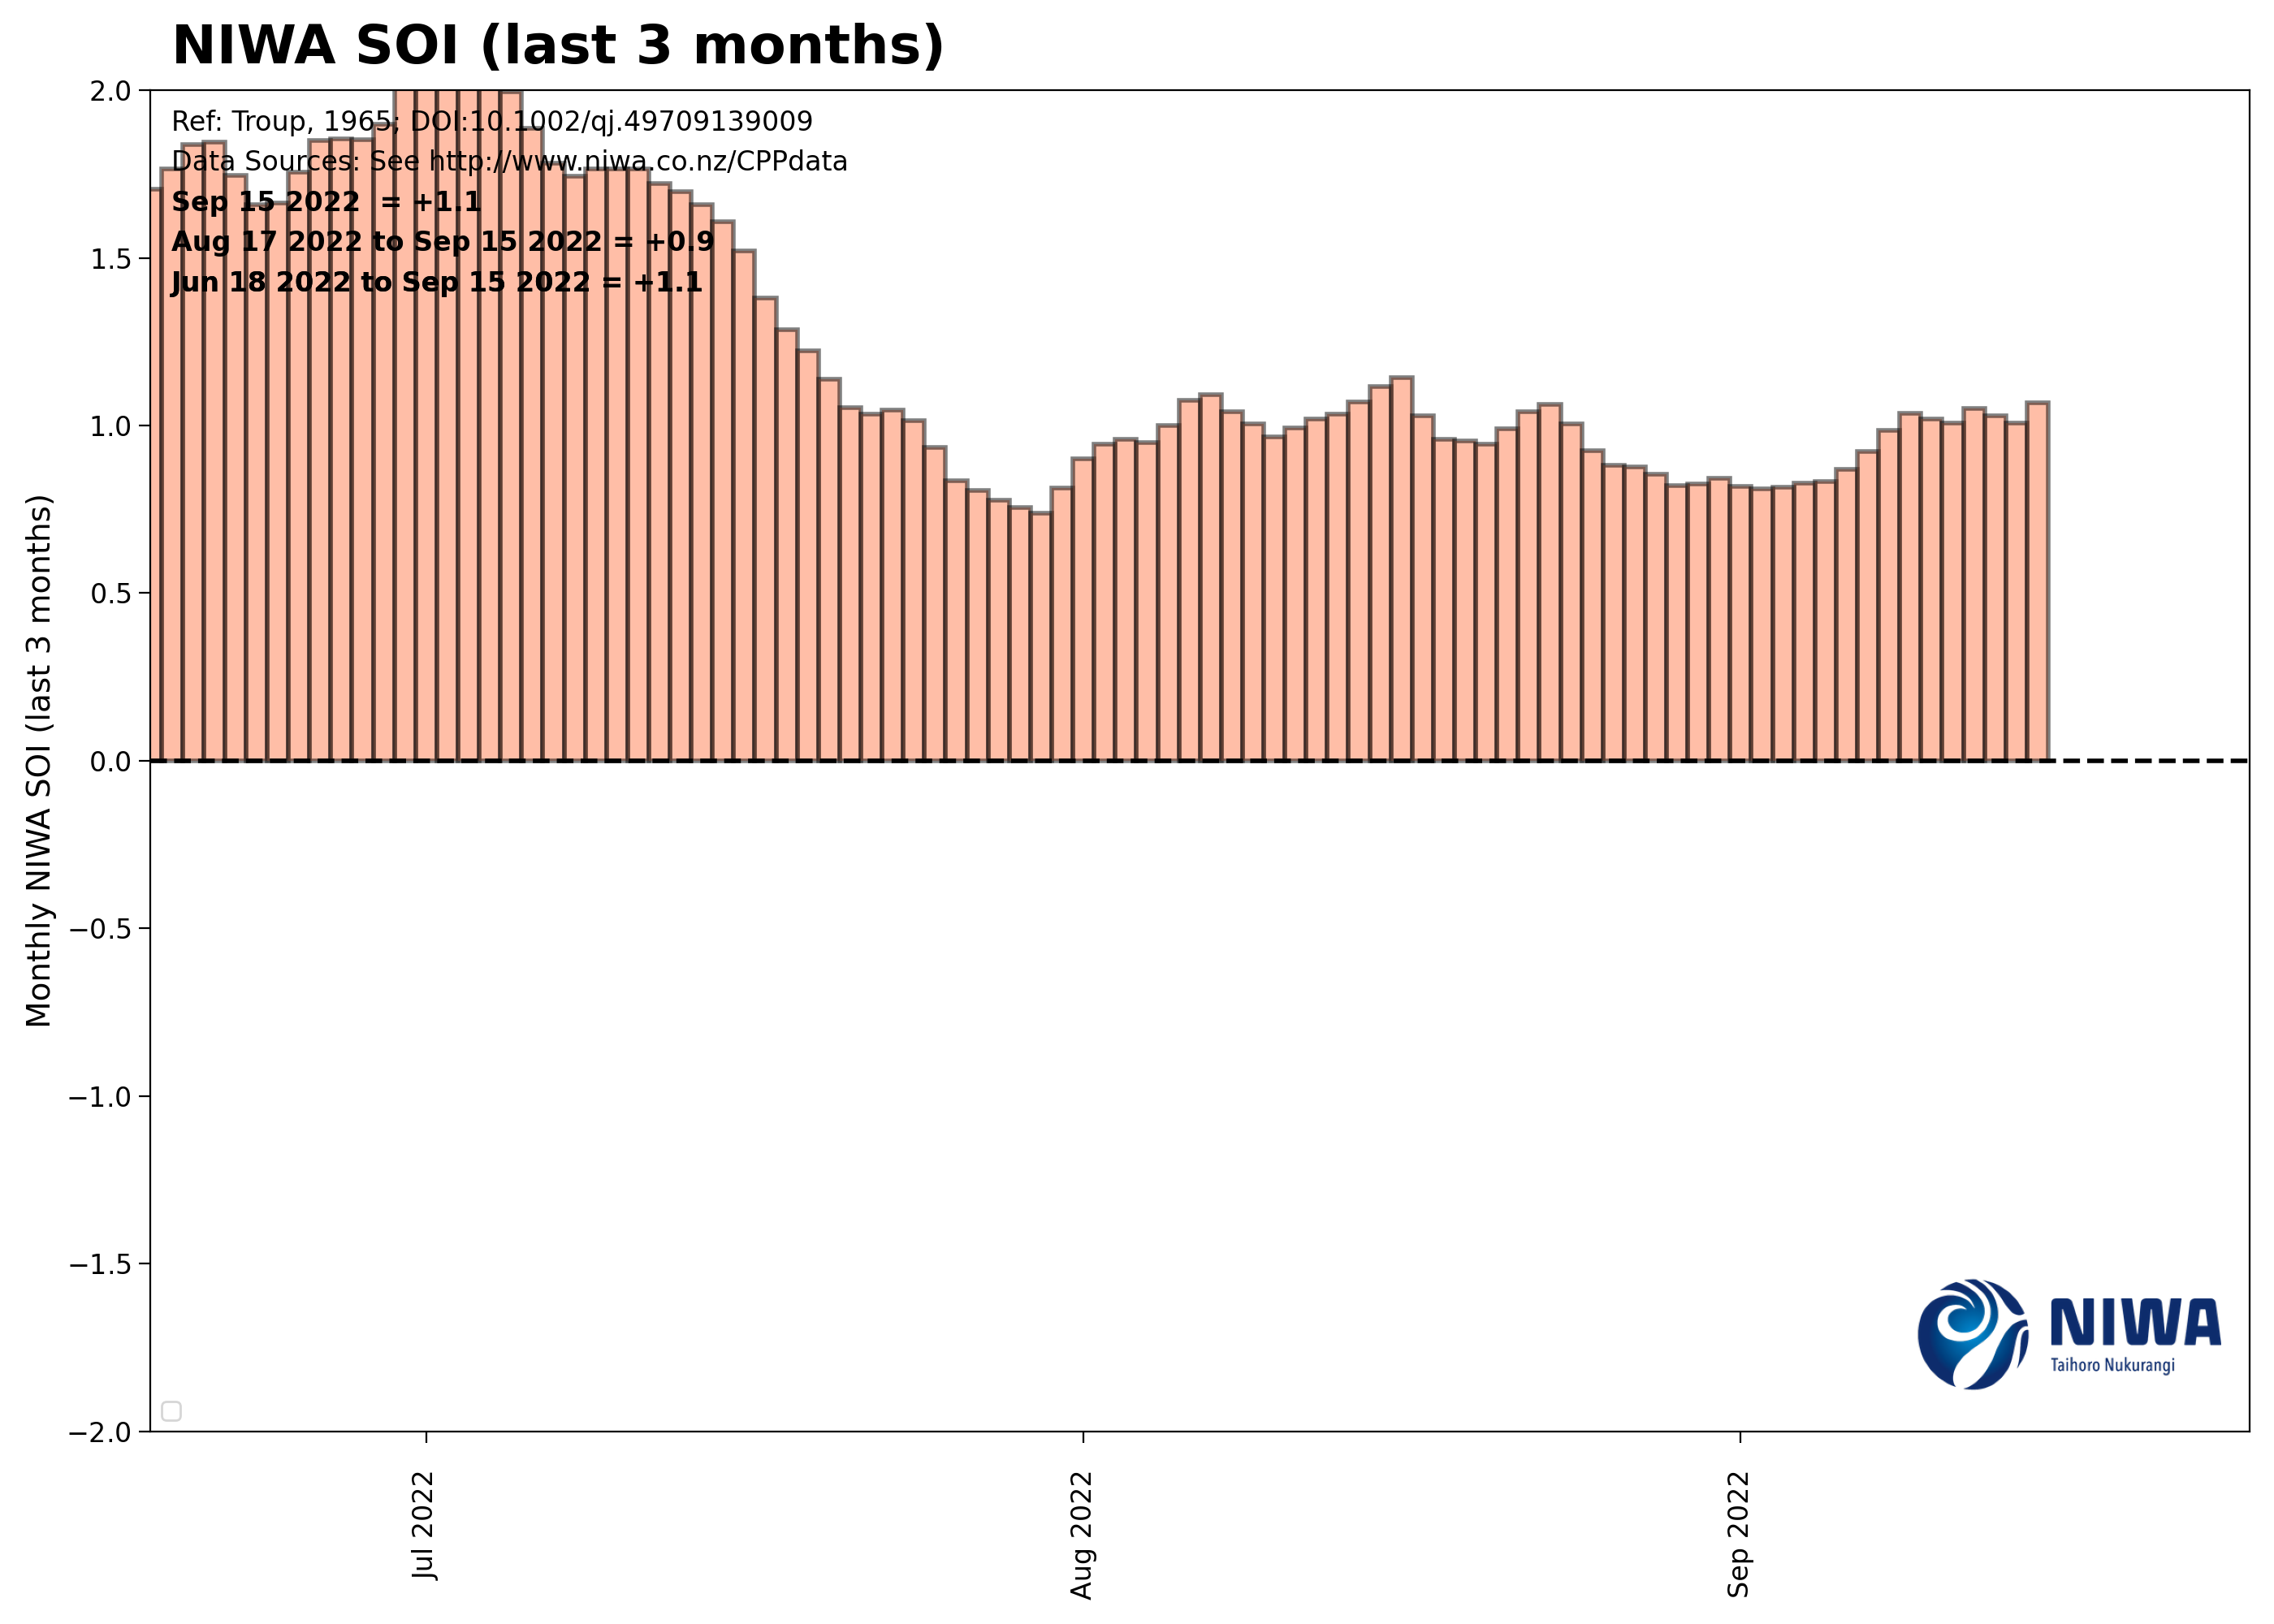 NIWA SOI (last 3 months)
Ref: Troup, 1965; DOI:10.1002/qj.49709139009
Data Sources: See http://www.niwa.co.nz/CPPdata
Sep 15 2022 = +1.1
Aug 17 2022 to Sep 15 2022 = +0.9
Jun 18 2022 to Sep 15 2022 = +1.1
Monthly NIWA SOI (last 3 months)
2.0
1.5
1.0
0.5
0.0
−0.5
−1.0
−1.5
−2.0
Jul 2022
Aug 2022
Sep 2022
NIWA
Taihoro Nukurangi